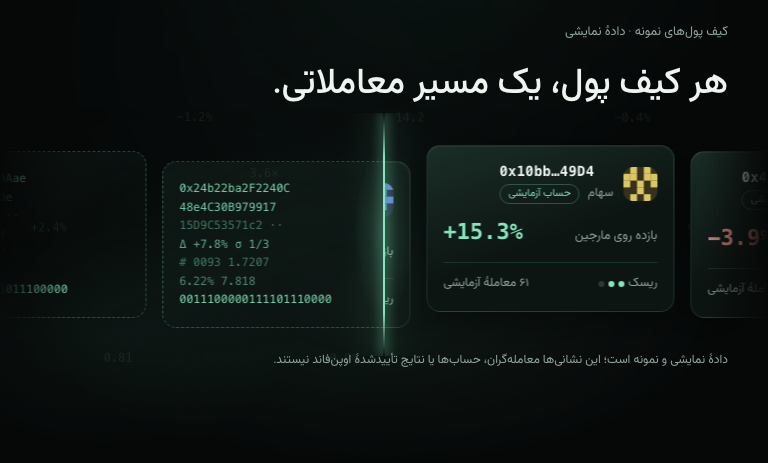 کیف پول‌های نمونه · دادهٔ نمایشی
هر کیف پول، یک مسیر معاملاتی.
−1.2%
14.2
−0.4%
0x10bb…49D4
سهام
حساب آزمایشی
بازده روی مارجین
+15.3%
ریسک
۶۱ معاملهٔ آزمایشی
−3.9
3.6×
0x24b22ba2F2240C
48e4C30B979917
15D9C53571c2 ··
Δ +7.8% σ 1/3
# 0093 1.7207
6.22% 7.818
0011100000111101110000
+2.4%
011100000
0.81
دادهٔ نمایشی و نمونه است؛ این نشانی‌ها معامله‌گران، حساب‌ها یا نتایج تأییدشدهٔ اوپن‌فاند نیستند.